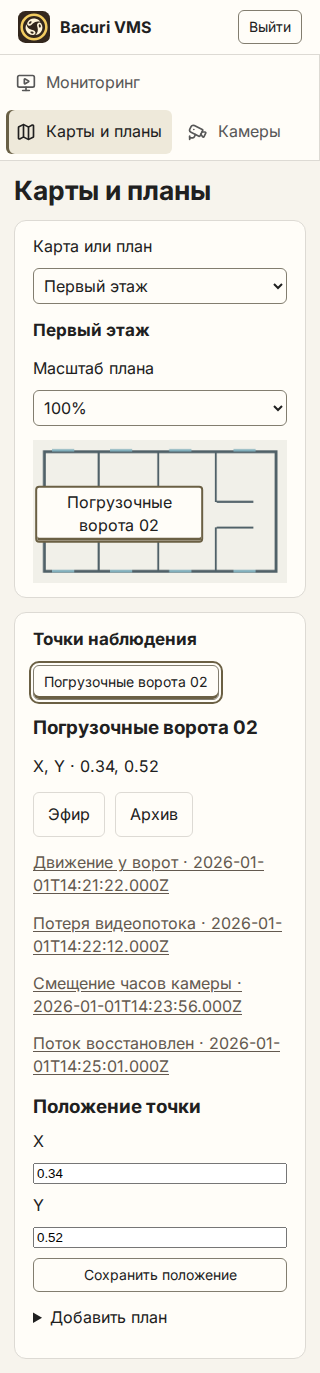 Bacuri VMS
Выйти
Мониторинг
Карты и планы
Камеры
Карты и планы
Карта или план
Первый этаж
Первый этаж
Масштаб плана
100%
Погрузочные
ворота 02
Точки наблюдения
Погрузочные ворота 02
Погрузочные ворота 02
X, Y · 0.34, 0.52
Эфир
Архив
Движение у ворот · 2026-01-
01T14:21:22.000Z
Потеря видеопотока · 2026-01-
01T14:22:12.000Z
Смещение часов камеры ·
2026-01-01T14:23:56.000Z
Поток восстановлен · 2026-01-
01T14:25:01.000Z
Положение точки
X
0.34
Y
0.52
Сохранить положение
Добавить план